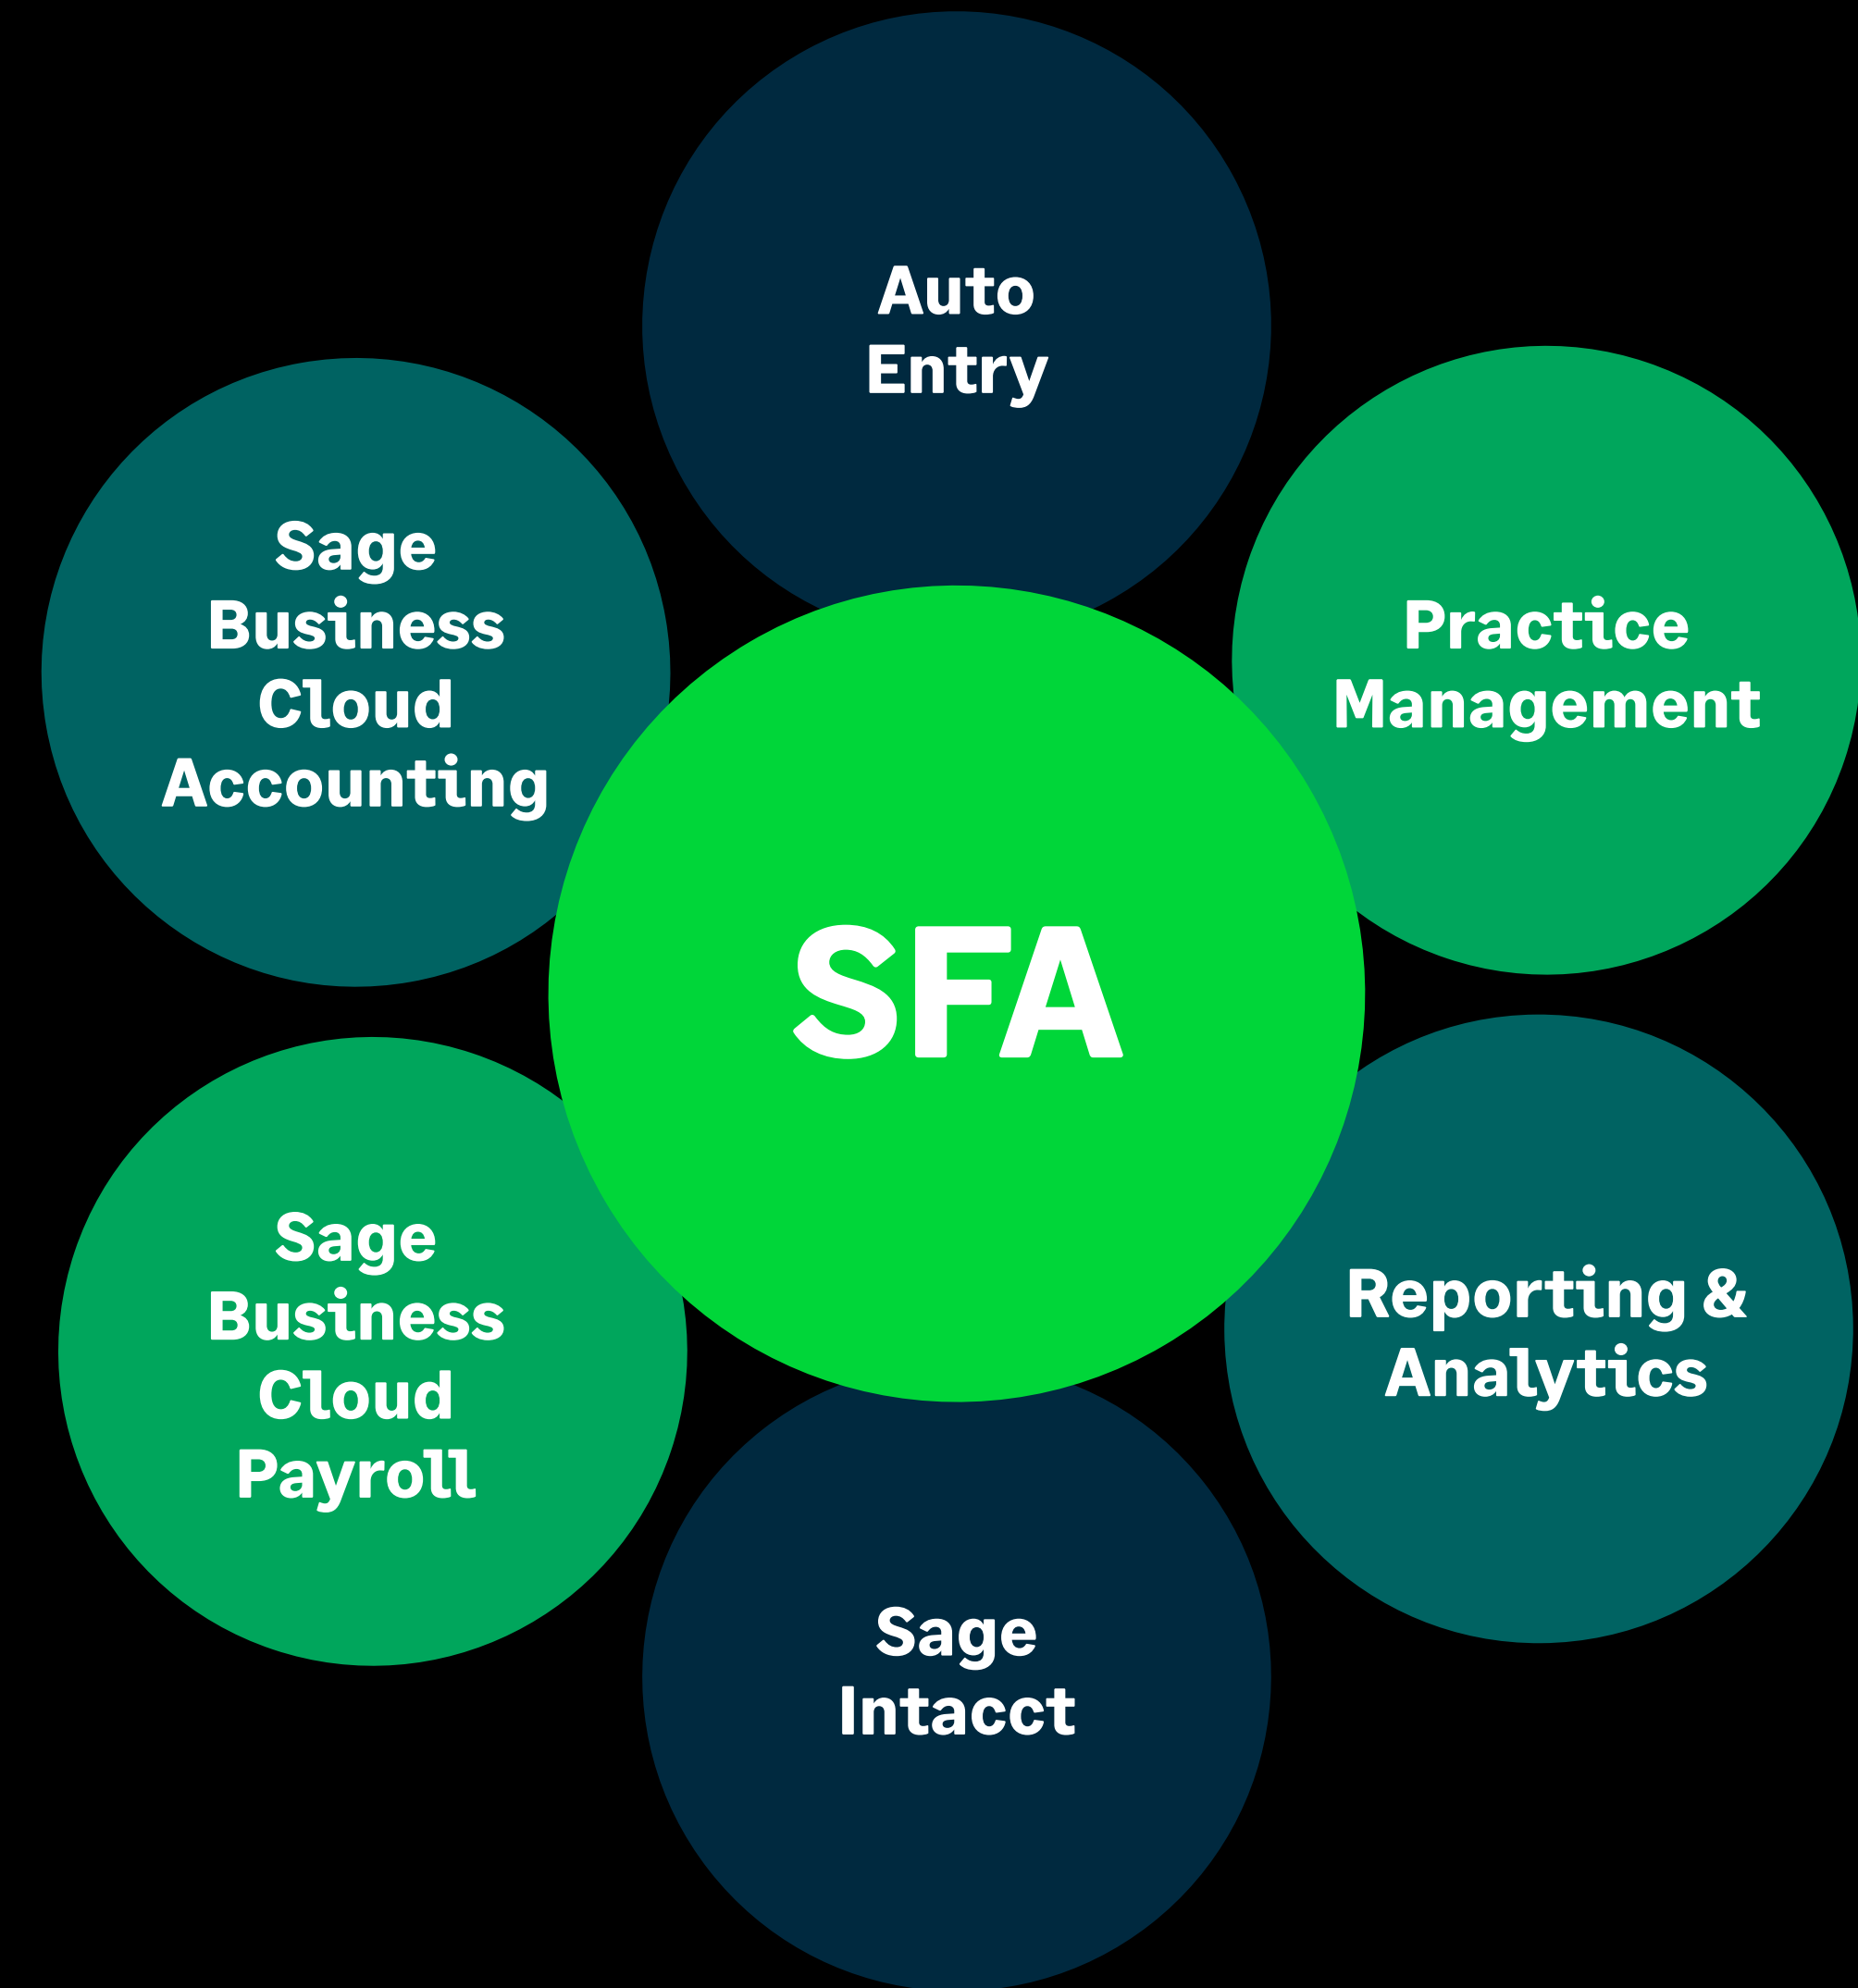 Auto
Entry
Sage
Business
Cloud
Accounting
Practice
Management
SFA
Sage
Business
Cloud
Payroll
Reporting &
Analytics
Sage
Intacct